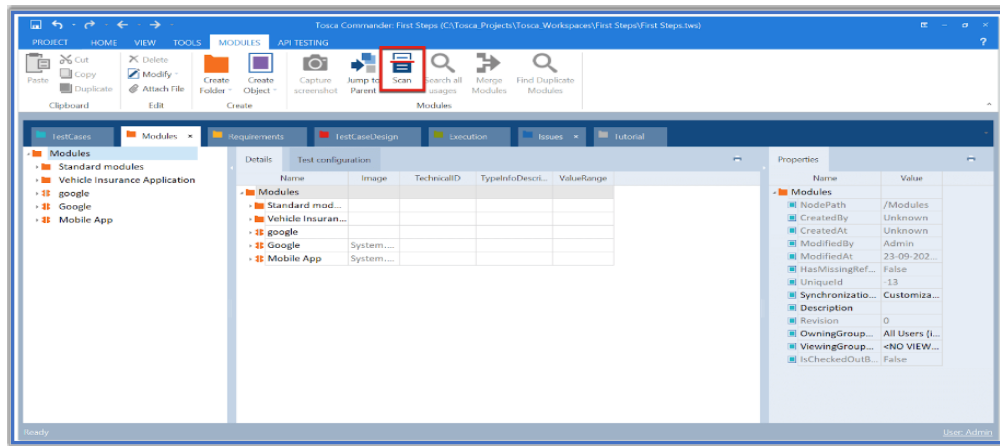 Tosca Commander: First Steps (C:\Tosca_Projects\Tosca_Workspaces\First Steps\First Steps.tws)
PROJECT HOME VIEW TOOLS MODULES API TESTING ?
Paste
Cut
Copy
Duplicate
Clipboard
Delete
Modify
Attach File
Edit
Create Folder
Create Object
Create
Capture screenshot
Jump to Parent
Scan
Search all usages
Merge Modules
Find Duplicate Modules
Modules
TestCases Modules × Requirements TestCaseDesign Execution Issues × Tutorial
Modules
Standard modules
Vehicle Insurance Application
google
Google
Mobile App
Details Test configuration
Name Image TechnicalID TypeInfoDescri... ValueRange
Modules
Standard mod...
Vehicle Insuran...
google
Google System....
Mobile App System....
Properties
Name Value
Modules
NodePath /Modules
CreatedBy Unknown
CreatedAt Unknown
ModifiedBy Admin
ModifiedAt 23-09-202...
HasMissingRef... False
UniqueId -13
Synchronizatio... Customiza...
Description
Revision 0
OwningGroup... All Users [i...
ViewingGroup... <NO VIEW...
IsCheckedOutB... False
Ready User: Admin